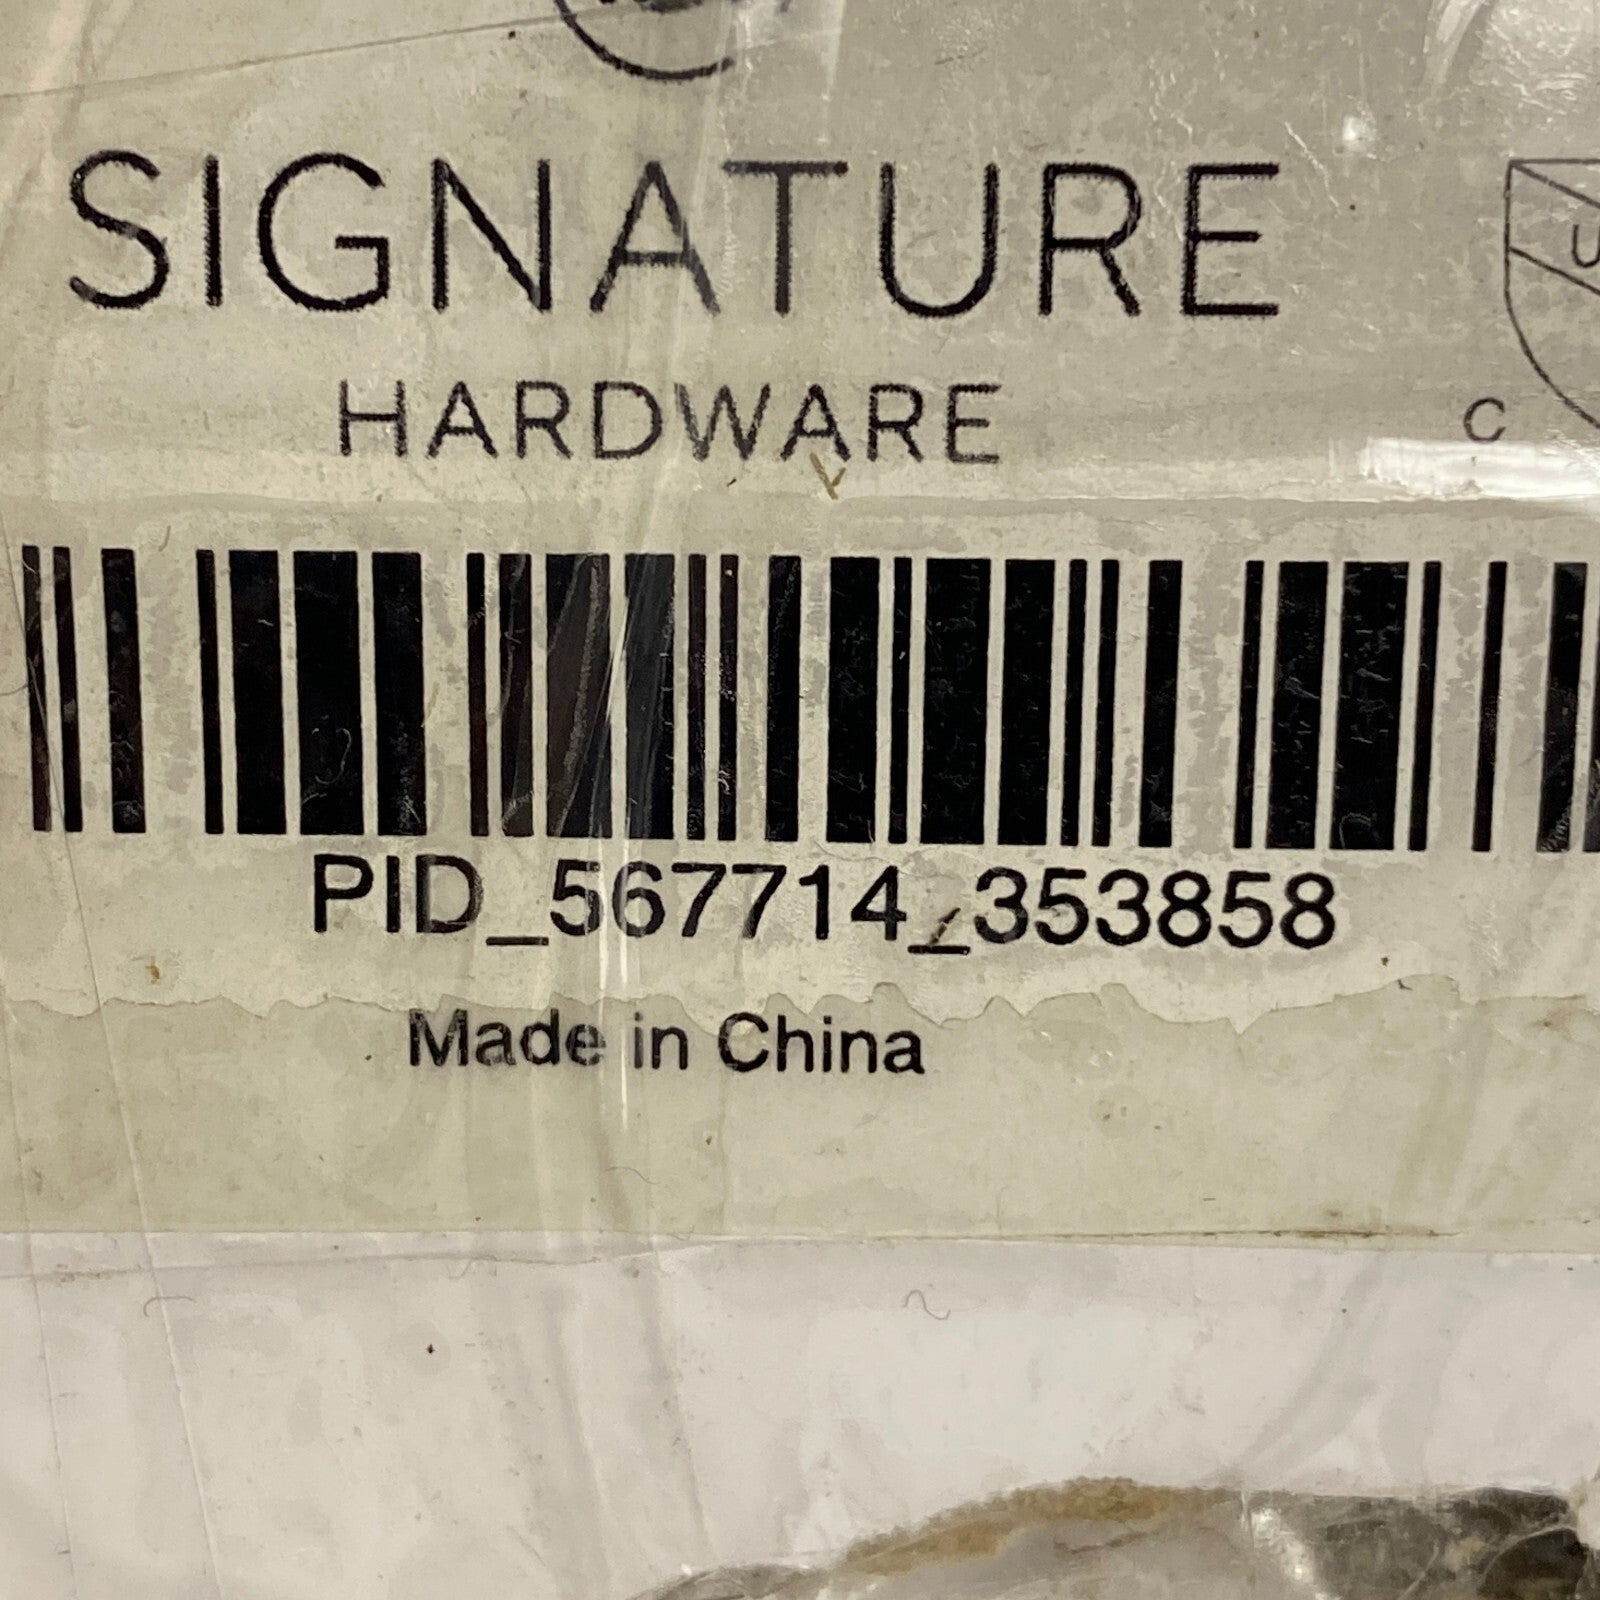 SIGNATURE
HARDWARE
C
U
PID_567714_353858
Made in China